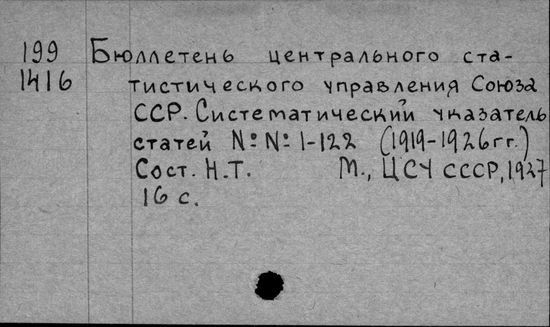 199 Бюллетень центрального ста-
1416 тистического управления Союза
ССР. Систематический указатель
статей №№ 1-122 (1919-1926гг.)
Сост. Н.Т. М., ЦСУ СССР, 1927
16 с.